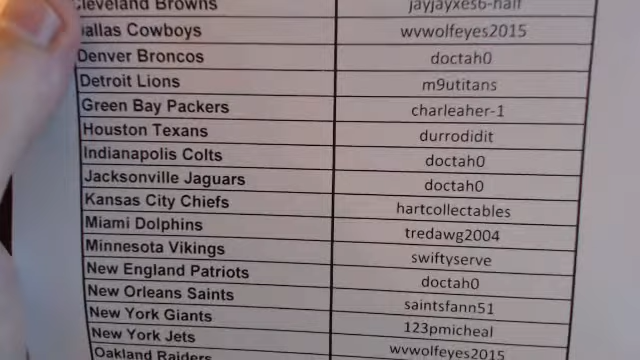 Cleveland Browns jayjayxes6-half
allas Cowboys wvwolfeyes2015
Denver Broncos doctah0
Detroit Lions m9utitans
Green Bay Packers charleaher-1
Houston Texans durrodidit
Indianapolis Colts doctah0
Jacksonville Jaguars doctah0
Kansas City Chiefs hartcollectables
Miami Dolphins tredawg2004
Minnesota Vikings swiftyserve
New England Patriots doctah0
New Orleans Saints saintsfann51
New York Giants 123pmicheal
New York Jets wvwolfeyes2015
Oakland Raiders